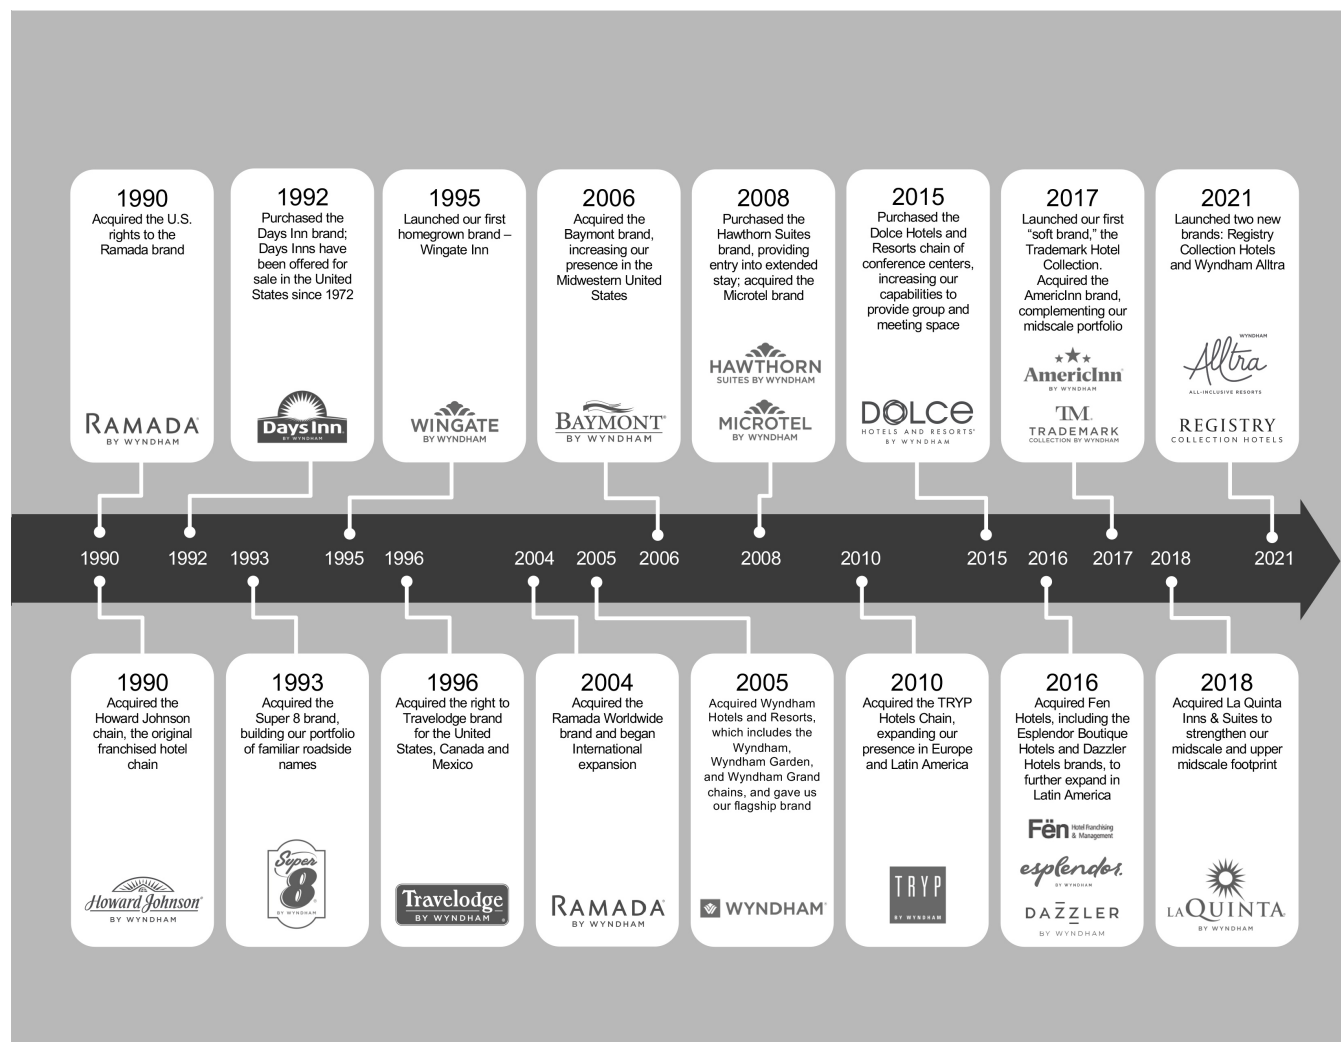 1990
Acquired the U.S.
rights to the
Ramada brand
RAMADA®
BY WYNDHAM
1992
Purchased the
Days Inn brand;
Days Inns have
been offered for
sale in the United
States since 1972
Days Inn
BY WYNDHAM
1995
Launched our first
homegrown brand –
Wingate Inn
WINGATE
BY WYNDHAM
2006
Acquired the
Baymont brand,
increasing our
presence in the
Midwestern United
States
BAYMONT®
BY WYNDHAM
2008
Purchased the
Hawthorn Suites
brand, providing
entry into extended
stay; acquired the
Microtel brand
HAWTHORN
SUITES BY WYNDHAM
MICROTEL
BY WYNDHAM
2015
Purchased the
Dolce Hotels and
Resorts chain of
conference centers,
increasing our
capabilities to
provide group and
meeting space
DOLCE
HOTELS AND RESORTS®
BY WYNDHAM
2017
Launched our first
“soft brand,” the
Trademark Hotel
Collection.
Acquired the
AmericInn brand,
complementing our
midscale portfolio
AmericInn®
BY WYNDHAM
TM
TRADEMARK
COLLECTION BY WYNDHAM
2021
Launched two new
brands: Registry
Collection Hotels
and Wyndham Alltra
WYNDHAM
Alltra
ALL-INCLUSIVE RESORTS
REGISTRY
COLLECTION HOTELS
1990 1992 1993 1995 1996 2004 2005 2006 2008 2010 2015 2016 2017 2018 2021
1990
Acquired the
Howard Johnson
chain, the original
franchised hotel
chain
Howard Johnson®
BY WYNDHAM
1993
Acquired the
Super 8 brand,
building our portfolio
of familiar roadside
names
Super
8
BY WYNDHAM
1996
Acquired the right to
Travelodge brand
for the United
States, Canada and
Mexico
Travelodge
BY WYNDHAM
2004
Acquired the
Ramada Worldwide
brand and began
International
expansion
RAMADA®
BY WYNDHAM
2005
Acquired Wyndham
Hotels and Resorts,
which includes the
Wyndham,
Wyndham Garden,
and Wyndham Grand
chains, and gave us
our flagship brand
WYNDHAM®
2010
Acquired the TRYP
Hotels Chain,
expanding our
presence in Europe
and Latin America
TRYP
BY WYNDHAM
2016
Acquired Fen
Hotels, including the
Esplendor Boutique
Hotels and Dazzler
Hotels brands, to
further expand in
Latin America
Fën Hotel Franchising
& Management
esplendor.
BY WYNDHAM
DAZZLER
BY WYNDHAM
2018
Acquired La Quinta
Inns & Suites to
strengthen our
midscale and upper
midscale footprint
LA QUINTA
BY WYNDHAM